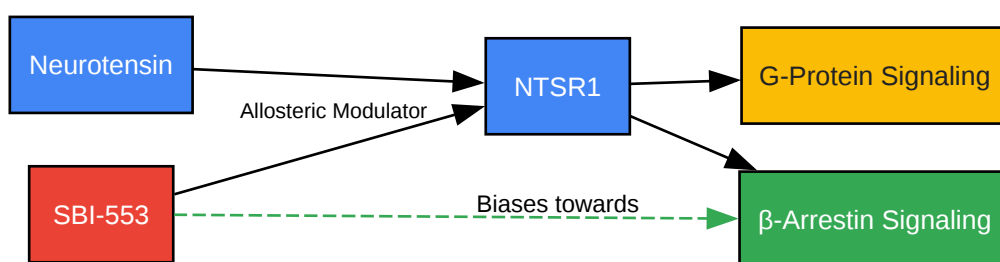 Neurotensin
NTSR1
G-Protein Signaling
Allosteric Modulator
SBI-553
Biases towards
β-Arrestin Signaling